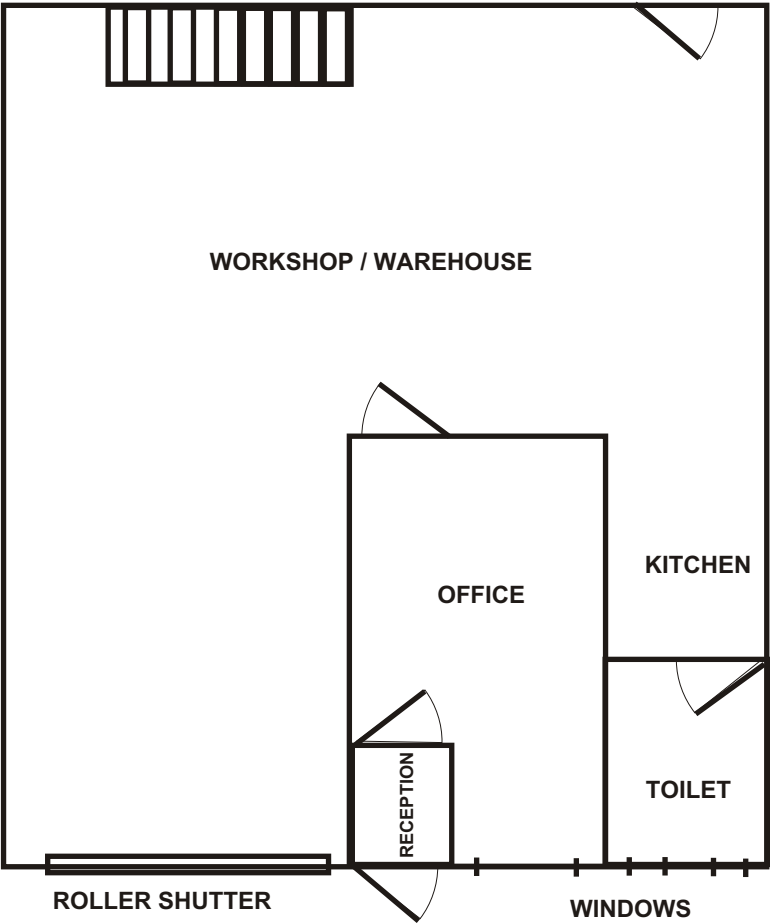 WORKSHOP / WAREHOUSE
KITCHEN
OFFICE
RECEPTION
TOILET
ROLLER SHUTTER
WINDOWS